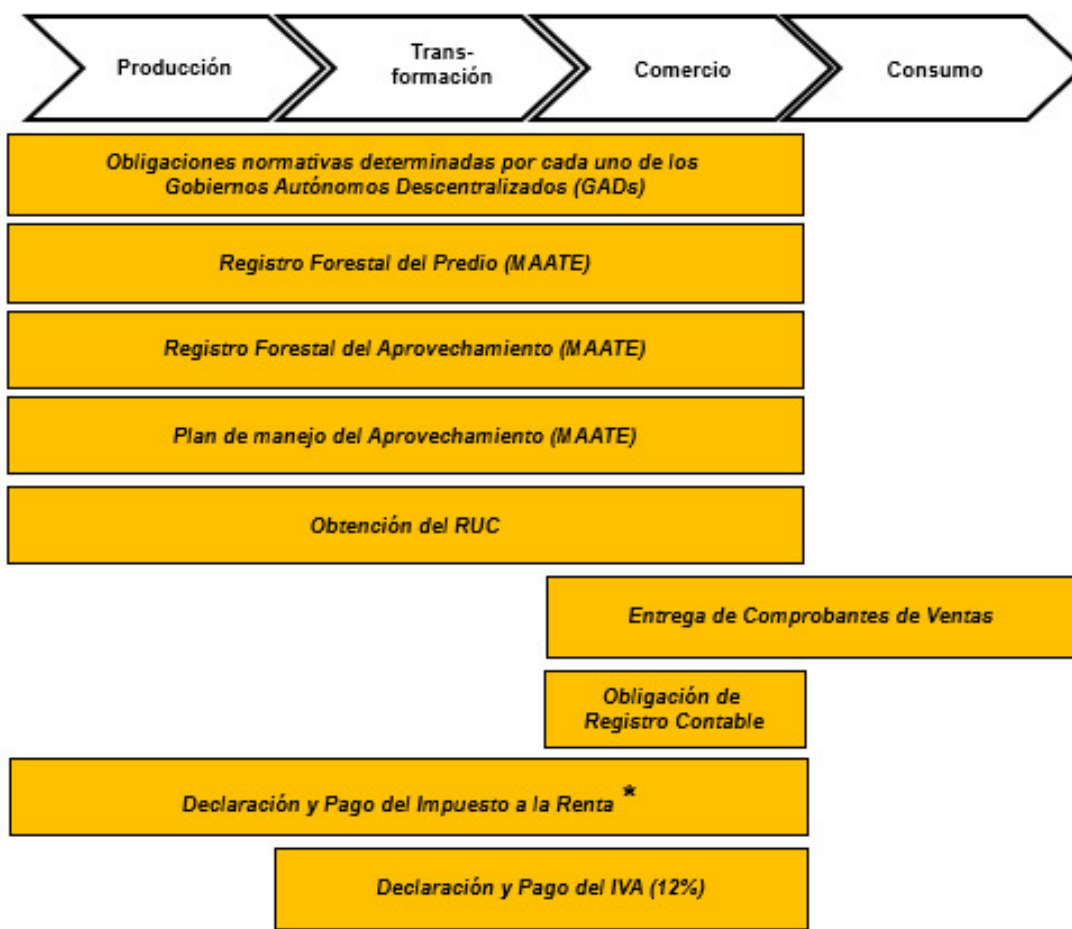 Producción
Trans-
formación
Comercio
Consumo
Obligaciones normativas determinadas por cada uno de los
Gobiernos Autónomos Descentralizados (GADs)
Registro Forestal del Predio (MAATE)
Registro Forestal del Aprovechamiento (MAATE)
Plan de manejo del Aprovechamiento (MAATE)
Obtención del RUC
Entrega de Comprobantes de Ventas
Obligación de
Registro Contable
Declaración y Pago del Impuesto a la Renta *
Declaración y Pago del IVA (12%)